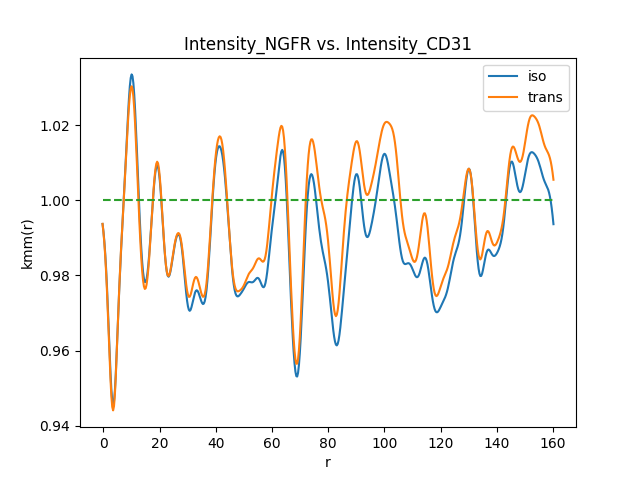 Intensity_NGFR vs. Intensity_CD31
iso
trans
kmm(r)
1.02
1.00
0.98
0.96
0.94
0 20 40 60 80 100 120 140 160
r